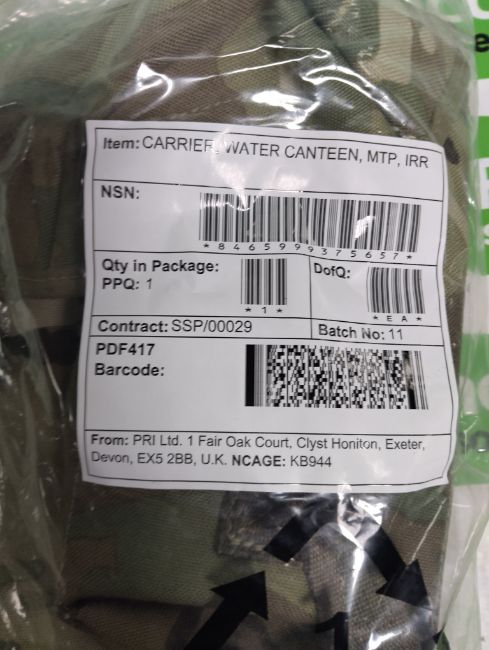 Item: CARRIER, WATER CANTEEN, MTP, IRR
NSN:
*8465999375657*
Qty in Package:
PPQ: 1
*1*
DofQ:
*EA*
Contract: SSP/00029
Batch No: 11
PDF417
Barcode:
From: PRI Ltd. 1 Fair Oak Court, Clyst Honiton, Exeter,
Devon, EX5 2BB, U.K. NCAGE: KB944